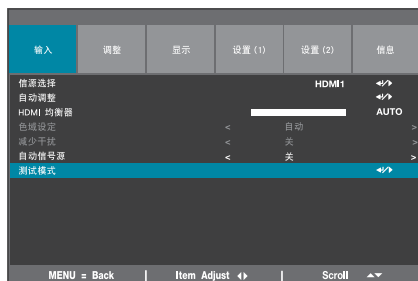 输入 调整 显示 设置 (1) 设置 (2) 信息
信源选择 HDMI1
自动调整
HDMI 均衡器 AUTO
色域设定 < 自动 >
减少干扰 < 关 >
自动信号源 < 关 >
测试模式
MENU = Back | Item Adjust | Scroll